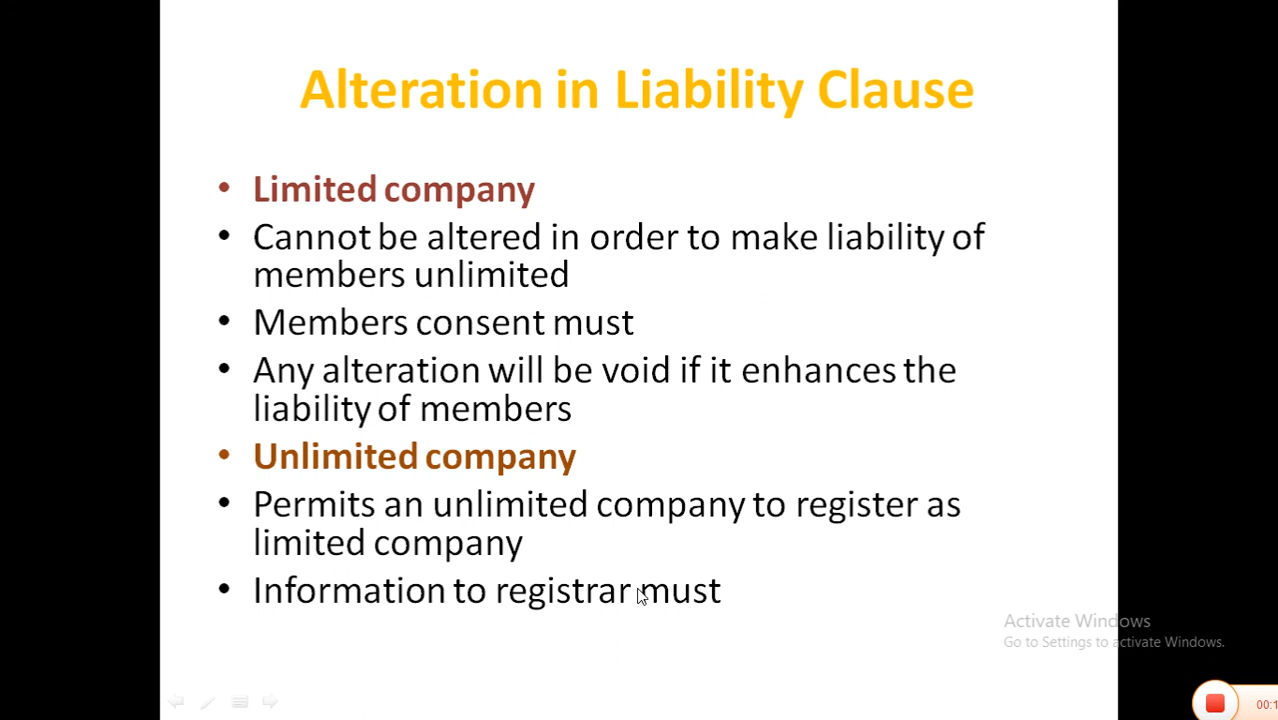 Alteration in Liability Clause
• Limited company
• Cannot be altered in order to make liability of
members unlimited
• Members consent must
• Any alteration will be void if it enhances the
liability of members
• Unlimited company
• Permits an unlimited company to register as
limited company
• Information to registrar must
Activate Windows
Go to Settings to activate Windows.